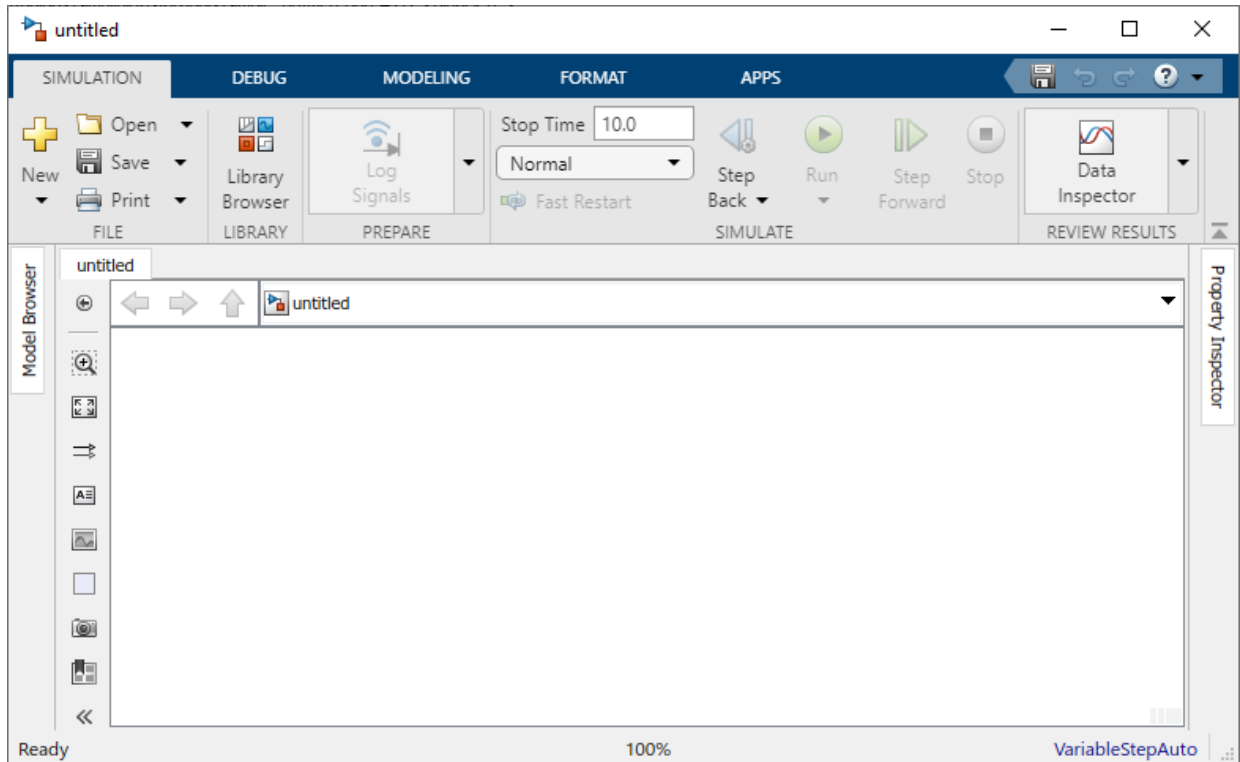 untitled
SIMULATION DEBUG MODELING FORMAT APPS
New
Open
Save
Print
FILE
Library
Browser
LIBRARY
Log
Signals
PREPARE
Stop Time 10.0
Normal
Fast Restart
Step
Back
Run
Step
Forward
Stop
SIMULATE
Data
Inspector
REVIEW RESULTS
Model Browser
untitled
untitled
Property Inspector
Ready 100% VariableStepAuto